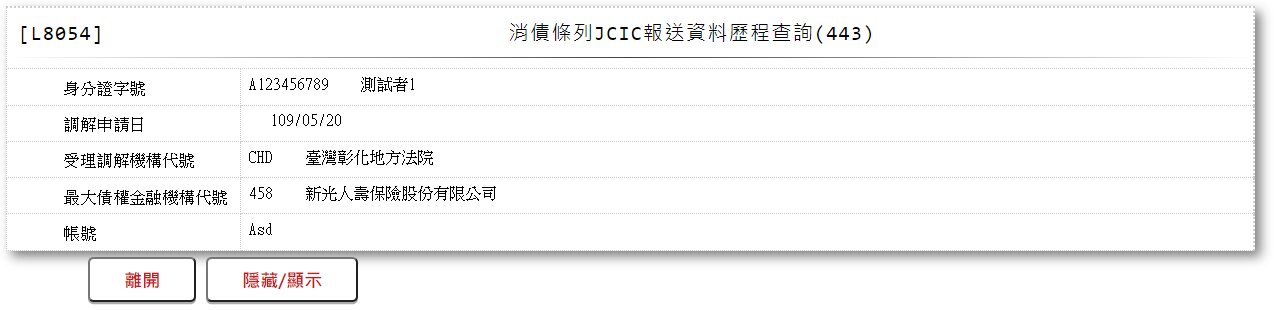 [L8054] 消債條列JCIC報送資料歷程查詢(443)
身分證字號 A123456789 測試者1
調解申請日 109/05/20
受理調解機構代號 CHD 臺灣彰化地方法院
最大債權金融機構代號 458 新光人壽保險股份有限公司
帳號 Asd
離開 隱藏/顯示